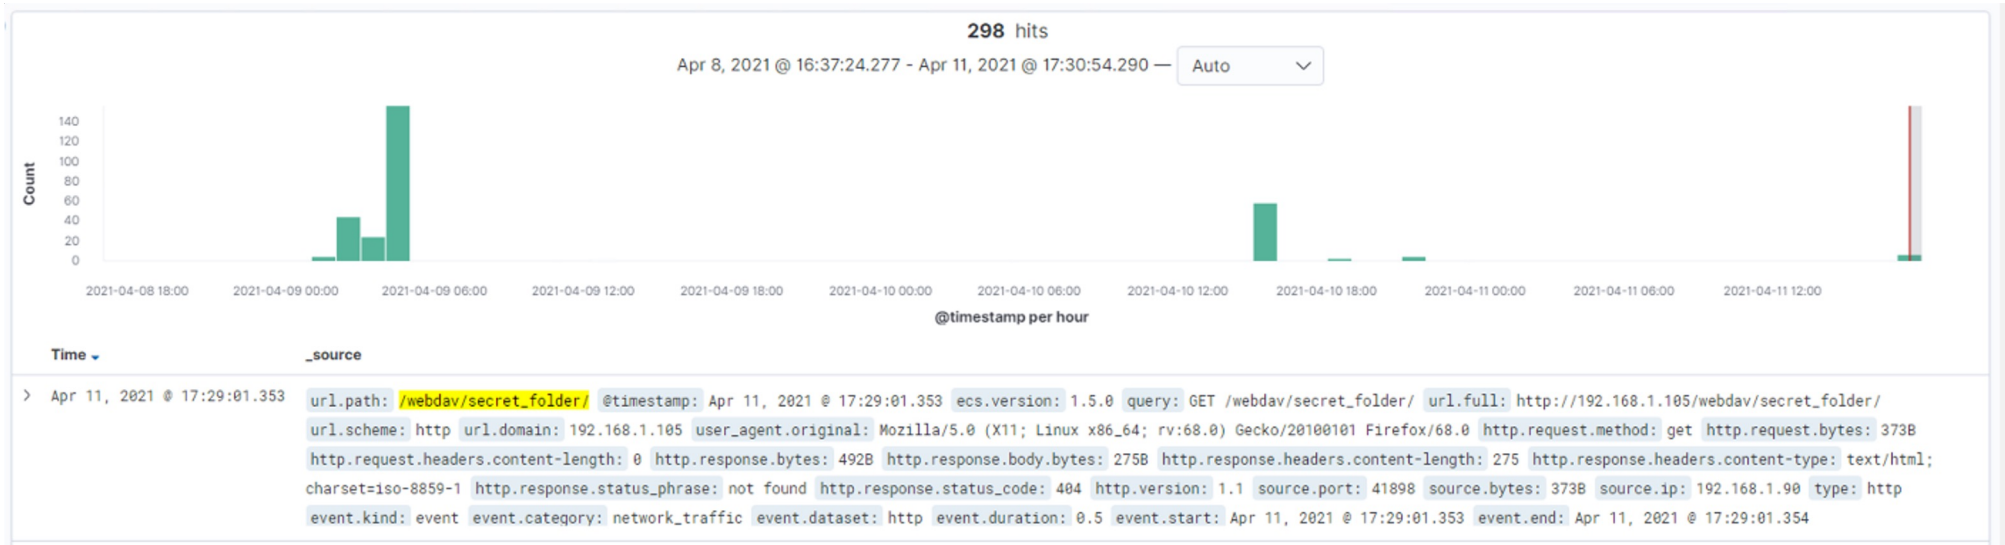 298 hits
Apr 8, 2021 @ 16:37:24.277 - Apr 11, 2021 @ 17:30:54.290 — Auto
140
120
100
80
60
40
20
0
Count
2021-04-08 18:00 2021-04-09 00:00 2021-04-09 06:00 2021-04-09 12:00 2021-04-09 18:00 2021-04-10 00:00 2021-04-10 06:00 2021-04-10 12:00 2021-04-10 18:00 2021-04-11 00:00 2021-04-11 06:00 2021-04-11 12:00
@timestamp per hour
Time _source
Apr 11, 2021 @ 17:29:01.353 url.path: /webdav/secret_folder/ @timestamp: Apr 11, 2021 @ 17:29:01.353 ecs.version: 1.5.0 query: GET /webdav/secret_folder/ url.full: http://192.168.1.105/webdav/secret_folder/
url.scheme: http url.domain: 192.168.1.105 user_agent.original: Mozilla/5.0 (X11; Linux x86_64; rv:68.0) Gecko/20100101 Firefox/68.0 http.request.method: get http.request.bytes: 373B
http.request.headers.content-length: 0 http.response.bytes: 492B http.response.body.bytes: 275B http.response.headers.content-length: 275 http.response.headers.content-type: text/html;
charset=iso-8859-1 http.response.status_phrase: not found http.response.status_code: 404 http.version: 1.1 source.port: 41898 source.bytes: 373B source.ip: 192.168.1.90 type: http
event.kind: event event.category: network_traffic event.dataset: http event.duration: 0.5 event.start: Apr 11, 2021 @ 17:29:01.353 event.end: Apr 11, 2021 @ 17:29:01.354